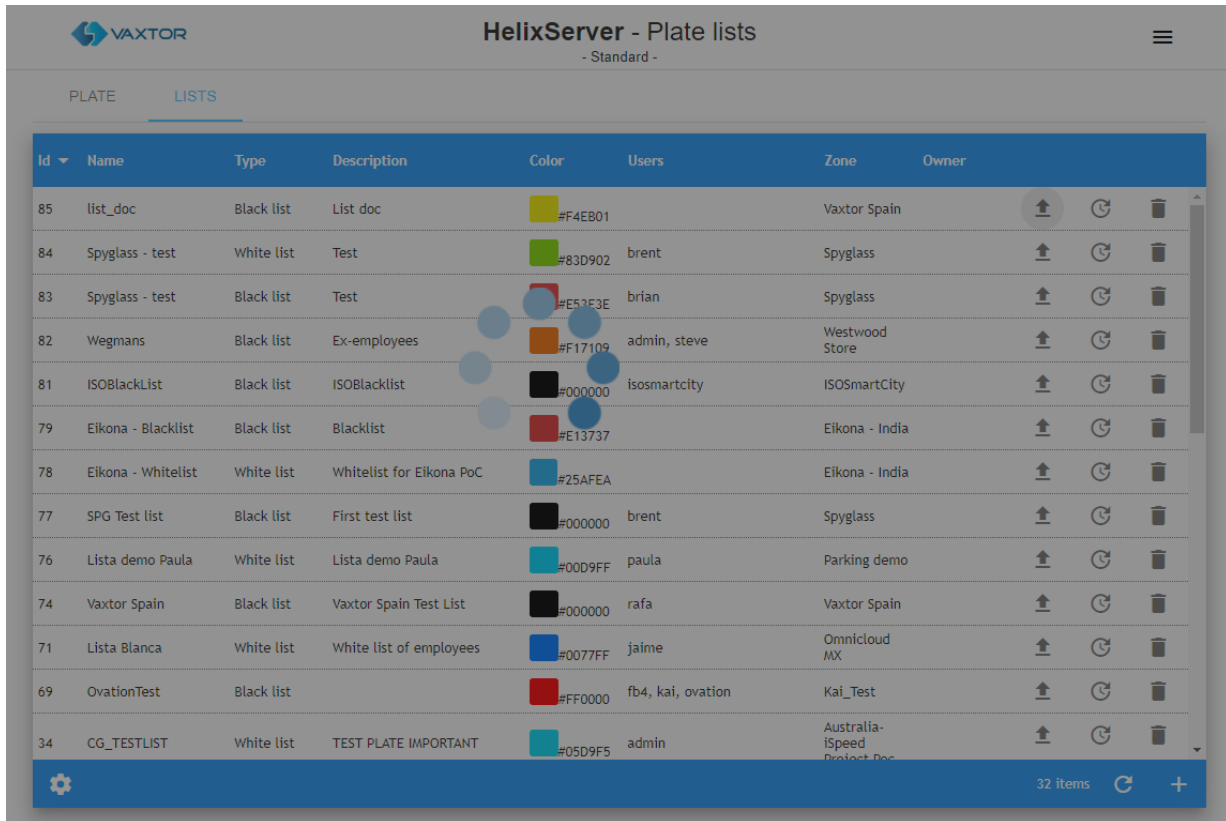 VAXTOR
HelixServer - Plate lists
- Standard -
PLATE LISTS
Id Name Type Description Color Users Zone Owner
85 list_doc Black list List doc #F4EB01 Vaxtor Spain
84 Spyglass - test White list Test #83D902 brent Spyglass
83 Spyglass - test Black list Test #E53E3E brian Spyglass
82 Wegmans Black list Ex-employees #F17109 admin, steve Westwood
Store
81 ISOBlackList Black list ISOBlacklist #000000 isosmartcity ISOSmartCity
79 Eikona - Blacklist Black list Blacklist #E13737 Eikona - India
78 Eikona - Whitelist White list Whitelist for Eikona PoC #25AFEA Eikona - India
77 SPG Test list Black list First test list #000000 brent Spyglass
76 Lista demo Paula White list Lista demo Paula #00D9FF paula Parking demo
74 Vaxtor Spain Black list Vaxtor Spain Test List #000000 rafa Vaxtor Spain
71 Lista Blanca White list White list of employees #0077FF jaime Omnicloud
MX
69 OvationTest Black list #FF0000 fb4, kai, ovation Kai_Test
34 CG_TESTLIST White list TEST PLATE IMPORTANT #05D9F5 admin Australia-
iSpeed
Project Poc
32 items